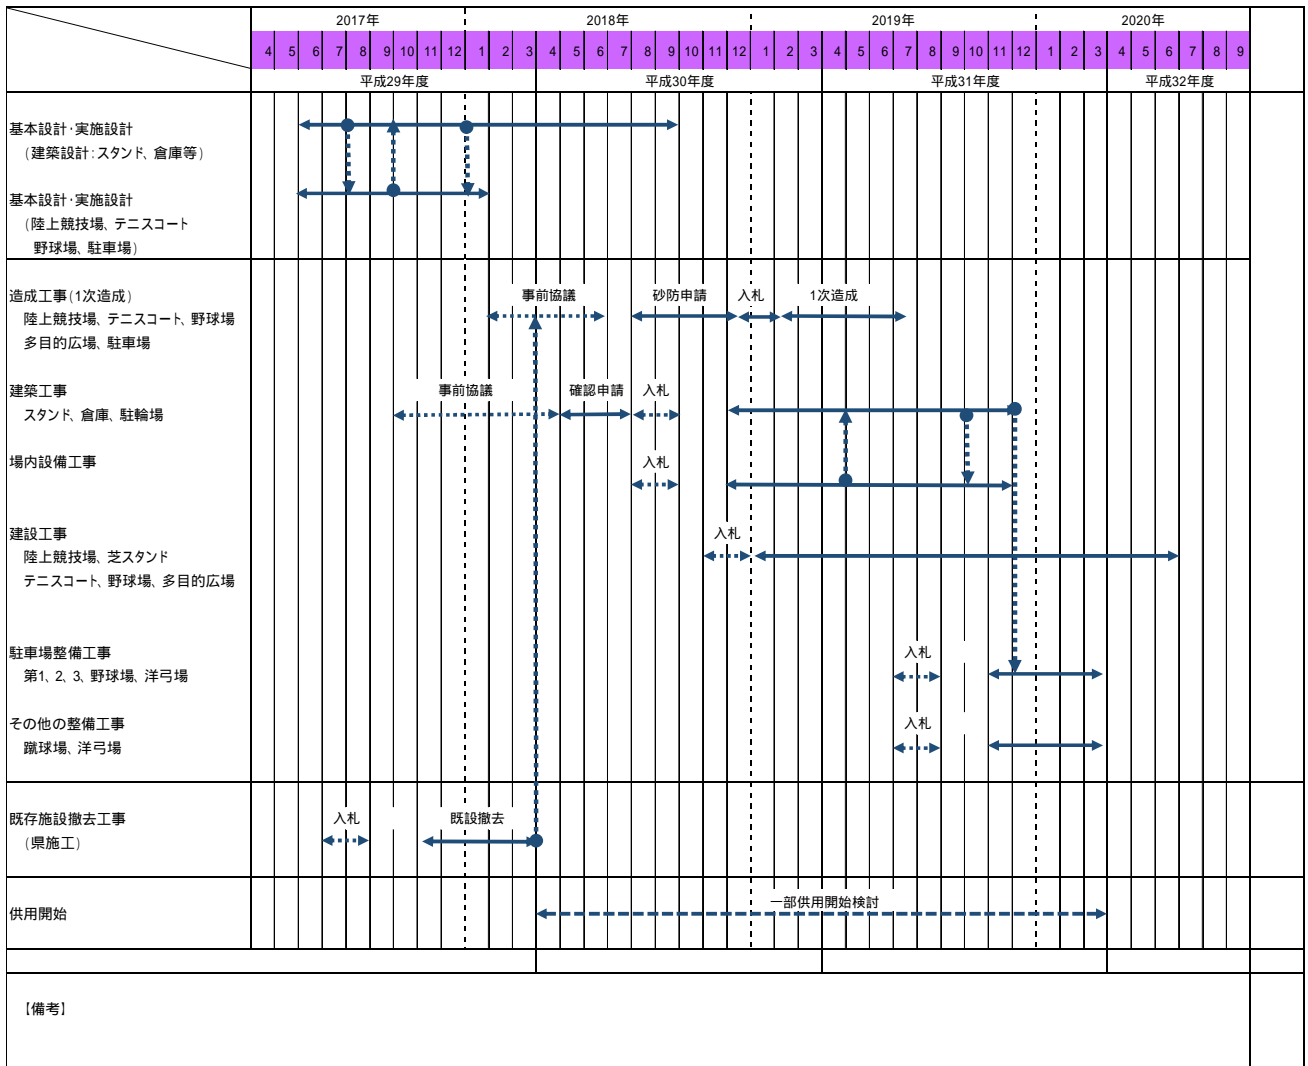 2017年 2018年 2019年 2020年
4 5 6 7 8 9 10 11 12 1 2 3 4 5 6 7 8 9 10 11 12 1 2 3 4 5 6 7 8 9 10 11 12 1 2 3 4 5 6 7 8 9
平成29年度 平成30年度 平成31年度 平成32年度
基本設計・実施設計
(建築設計:スタンド、倉庫等)
基本設計・実施設計
(陸上競技場、テニスコート
野球場、駐車場)
造成工事(1次造成) 事前協議 砂防申請 入札 1次造成
陸上競技場、テニスコート、野球場
多目的広場、駐車場
建築工事 事前協議 確認申請 入札
スタンド、倉庫、駐輪場
場内設備工事 入札
建設工事 入札
陸上競技場、芝スタンド
テニスコート、野球場、多目的広場
駐車場整備工事 入札
第1、2、3、野球場、洋弓場
その他の整備工事 入札
蹴球場、洋弓場
既存施設撤去工事 入札 既設撤去
(県施工)
供用開始 一部供用開始検討
【備考】